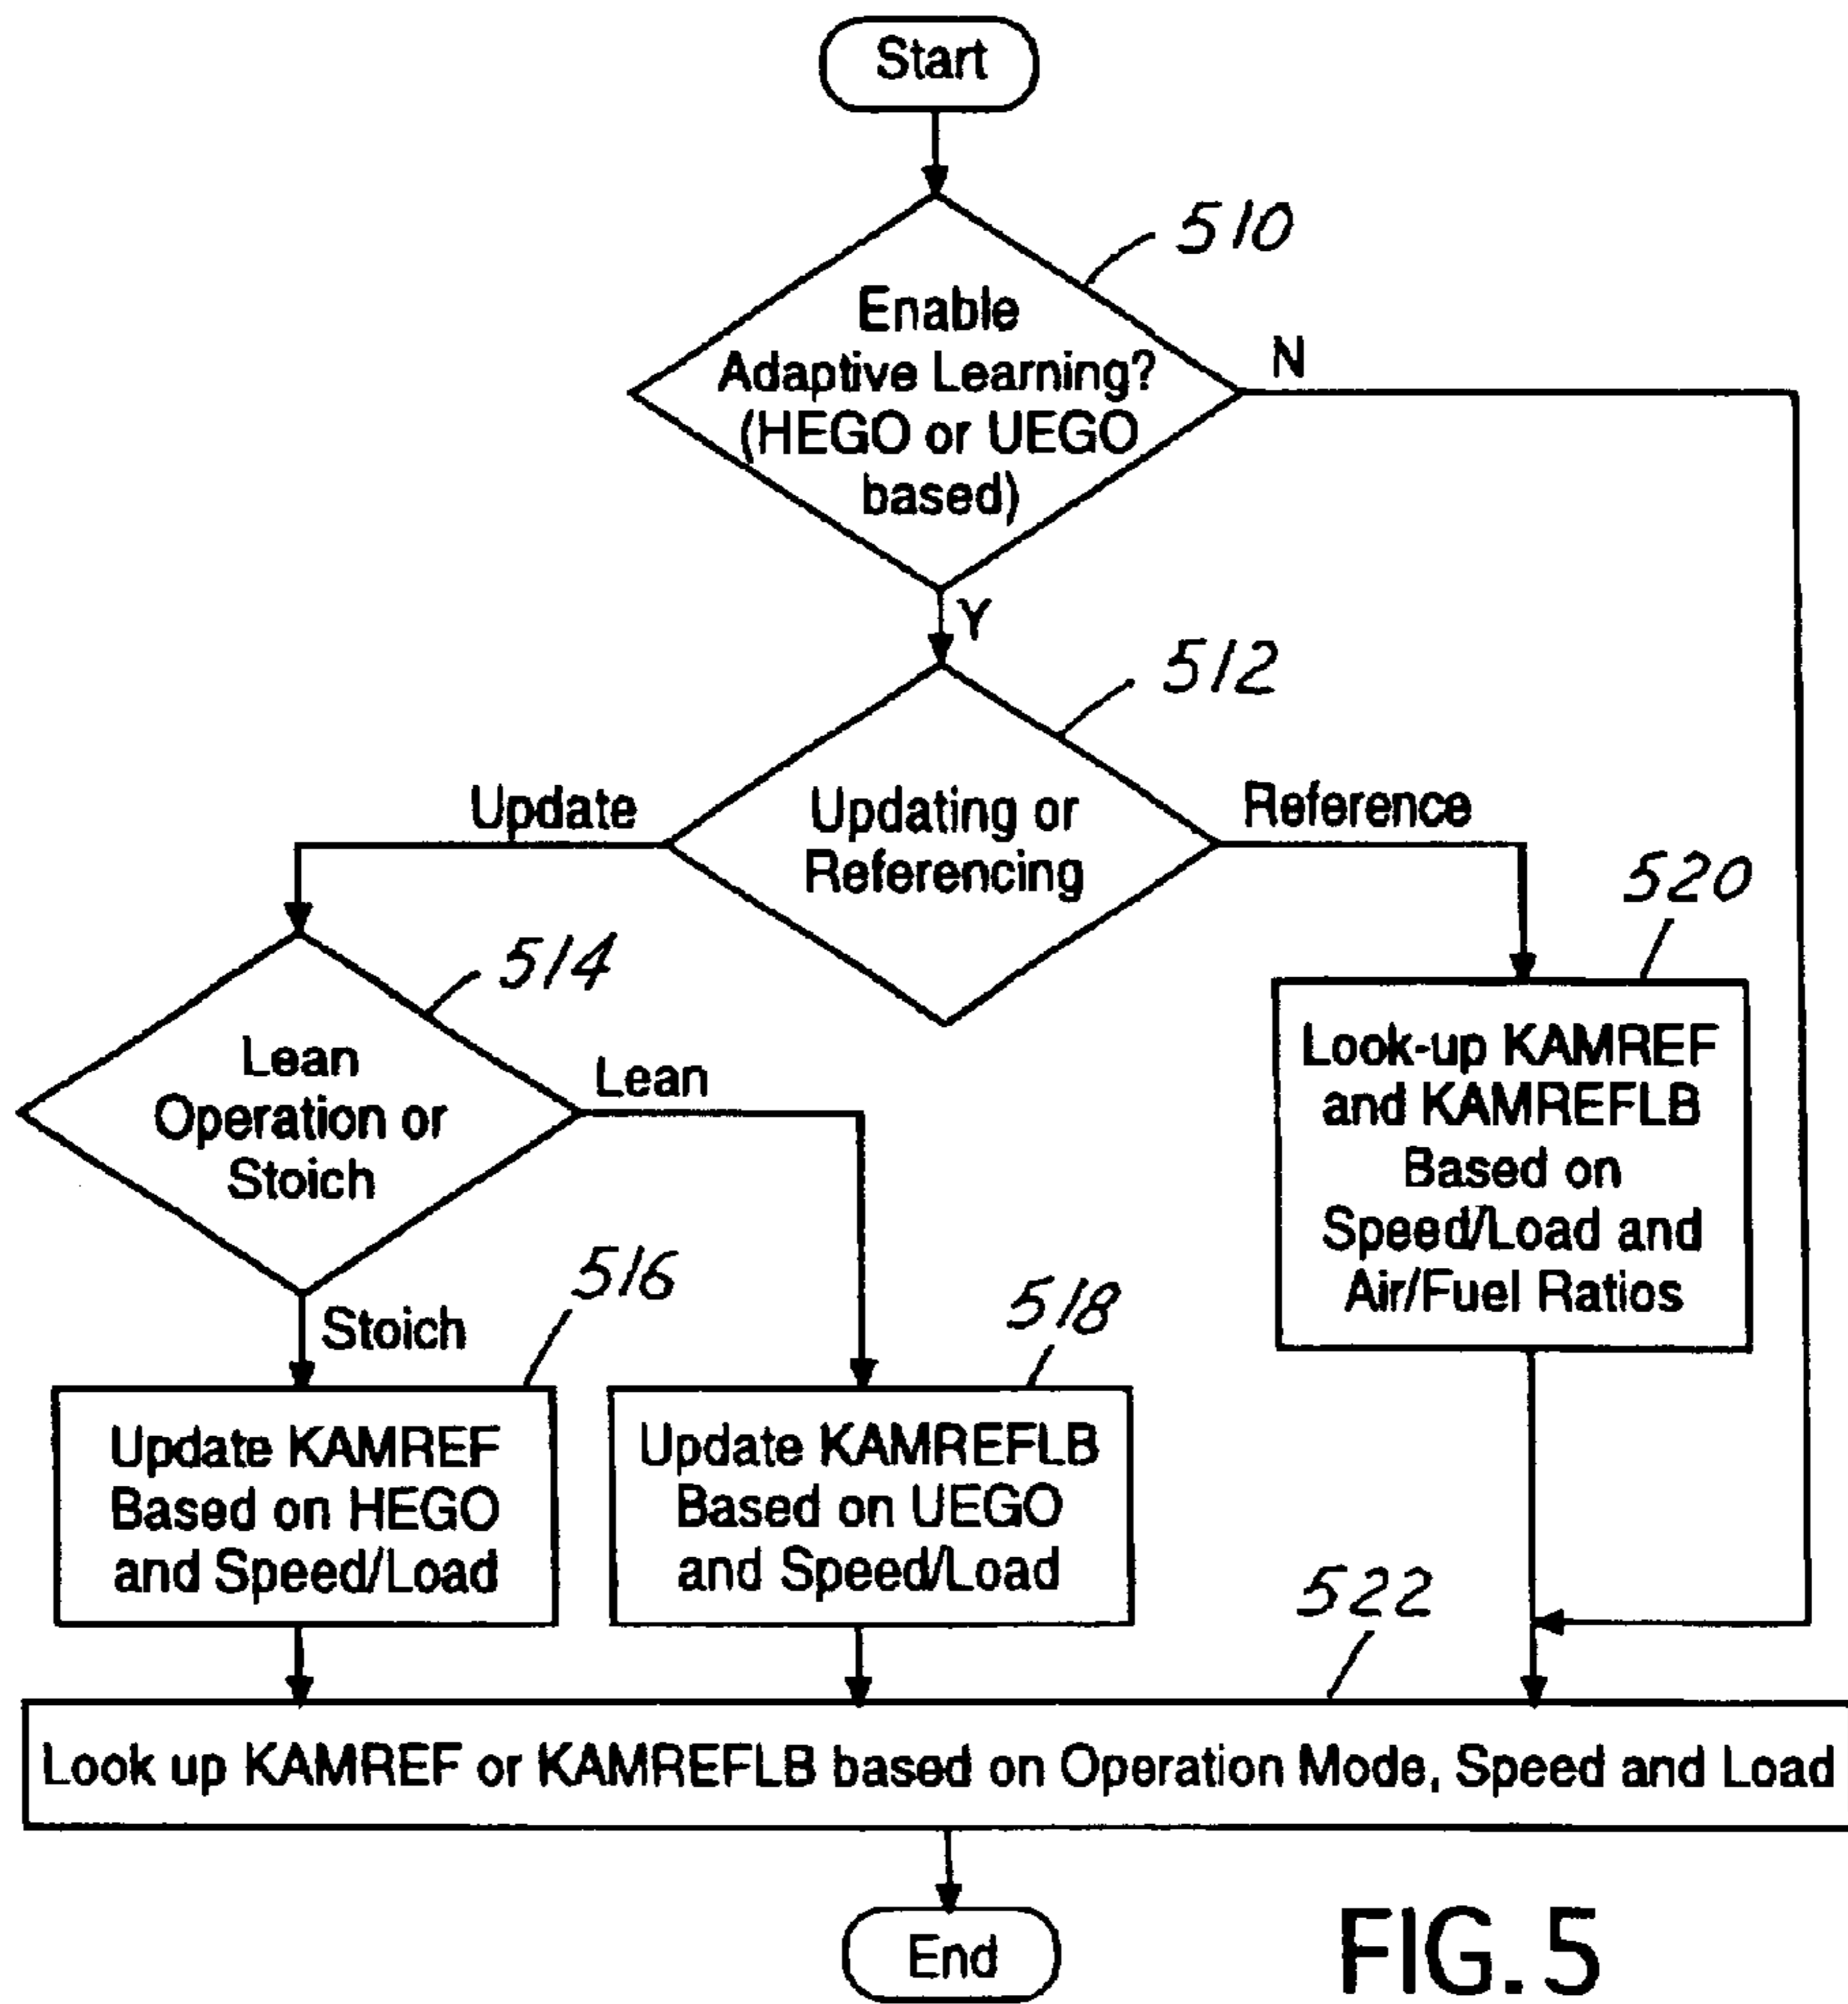 Start
510
Enable
Adaptive Learning?
(HEGO or UEGO
based)
N
Y
512
Updating or
Referencing
Update
Reference
514
Lean
Operation or
Stoich
Lean
520
Look-up KAMREF
and KAMREFLB
Based on
Speed/Load and
Air/Fuel Ratios
Stoich
516
Update KAMREF
Based on HEGO
and Speed/Load
518
Update KAMREFLB
Based on UEGO
and Speed/Load
522
Look up KAMREF or KAMREFLB based on Operation Mode, Speed and Load
End
FIG. 5